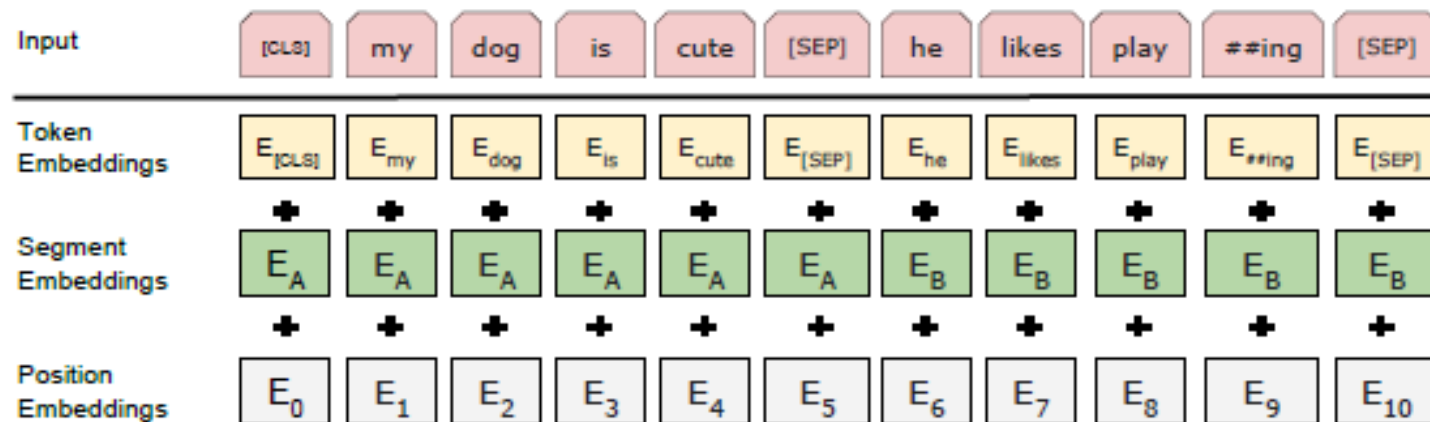 Input [CLS] my dog is cute [SEP] he likes play ##ing [SEP]
Token Embeddings E[CLS] Emy Edog Eis Ecute E[SEP] Ehe Elikes Eplay E##ing E[SEP]
+ + + + + + + + + + +
Segment Embeddings EA EA EA EA EA EA EB EB EB EB EB
+ + + + + + + + + + +
Position Embeddings E0 E1 E2 E3 E4 E5 E6 E7 E8 E9 E10